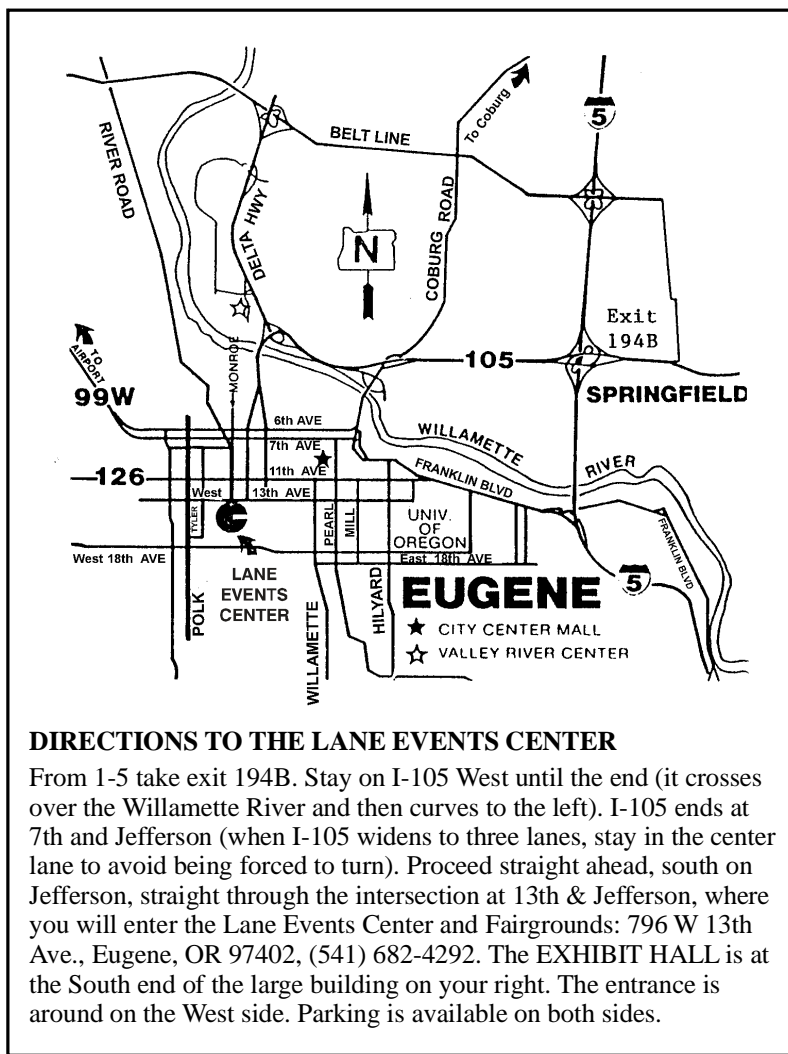 To Coburg
5
BELT LINE
RIVER ROAD
DELTA HWY
N
COBURG ROAD
Exit
194B
TO
AIRPORT
99W
MONROE
105
SPRINGFIELD
6th AVE
7th AVE
WILLAMETTE
RIVER
126
11th AVE
FRANKLIN BLVD
West 13th AVE
TYLER
PEARL
MILL
UNIV.
OF
OREGON
FRANKLIN BLVD
West 18th AVE
East 18th AVE
LANE
EVENTS
CENTER
5
POLK
WILLAMETTE
HILYARD
EUGENE
★ CITY CENTER MALL
☆ VALLEY RIVER CENTER
DIRECTIONS TO THE LANE EVENTS CENTER
From 1-5 take exit 194B. Stay on I-105 West until the end (it crosses
over the Willamette River and then curves to the left). I-105 ends at
7th and Jefferson (when I-105 widens to three lanes, stay in the center
lane to avoid being forced to turn). Proceed straight ahead, south on
Jefferson, straight through the intersection at 13th & Jefferson, where
you will enter the Lane Events Center and Fairgrounds: 796 W 13th
Ave., Eugene, OR 97402, (541) 682-4292. The EXHIBIT HALL is at
the South end of the large building on your right. The entrance is
around on the West side. Parking is available on both sides.